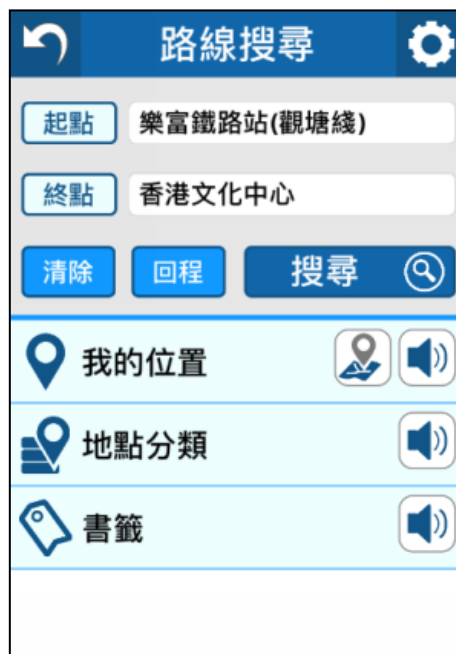 路線搜尋
起點 樂富鐵路站(觀塘綫)
終點 香港文化中心
清除 回程 搜尋
我的位置
地點分類
書籤